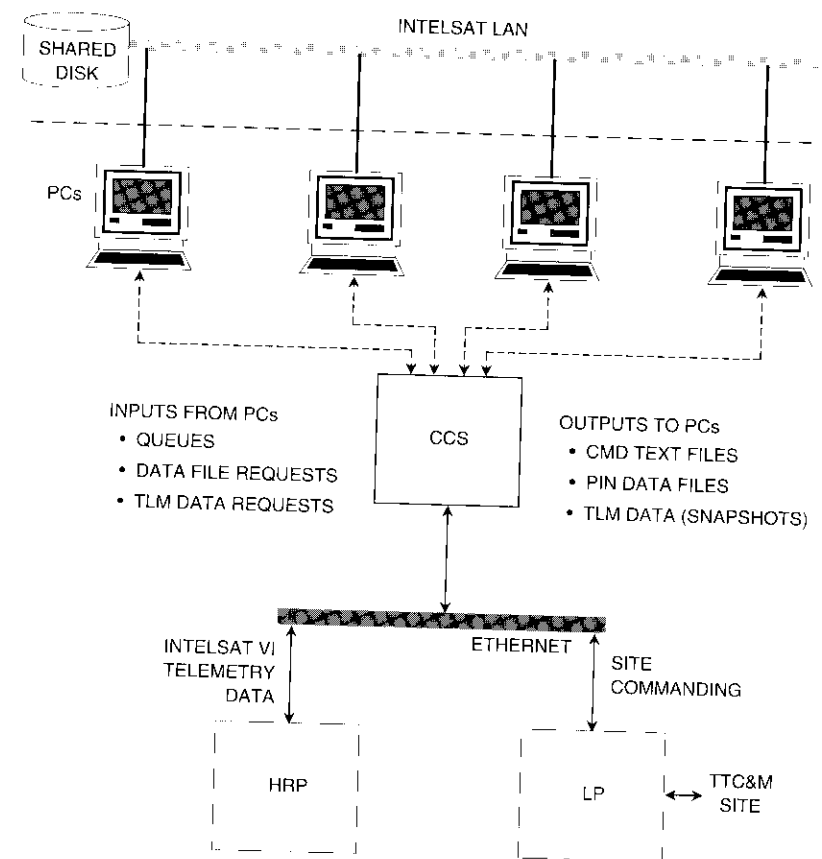 INTELSAT LAN
SHARED
DISK
PCs
INPUTS FROM PCs
• QUEUES
• DATA FILE REQUESTS
• TLM DATA REQUESTS
CCS
OUTPUTS TO PCs
• CMD TEXT FILES
• PIN DATA FILES
• TLM DATA (SNAPSHOTS)
ETHERNET
INTELSAT VI
TELEMETRY
DATA
SITE
COMMANDING
HRP
LP
TTC&M
SITE